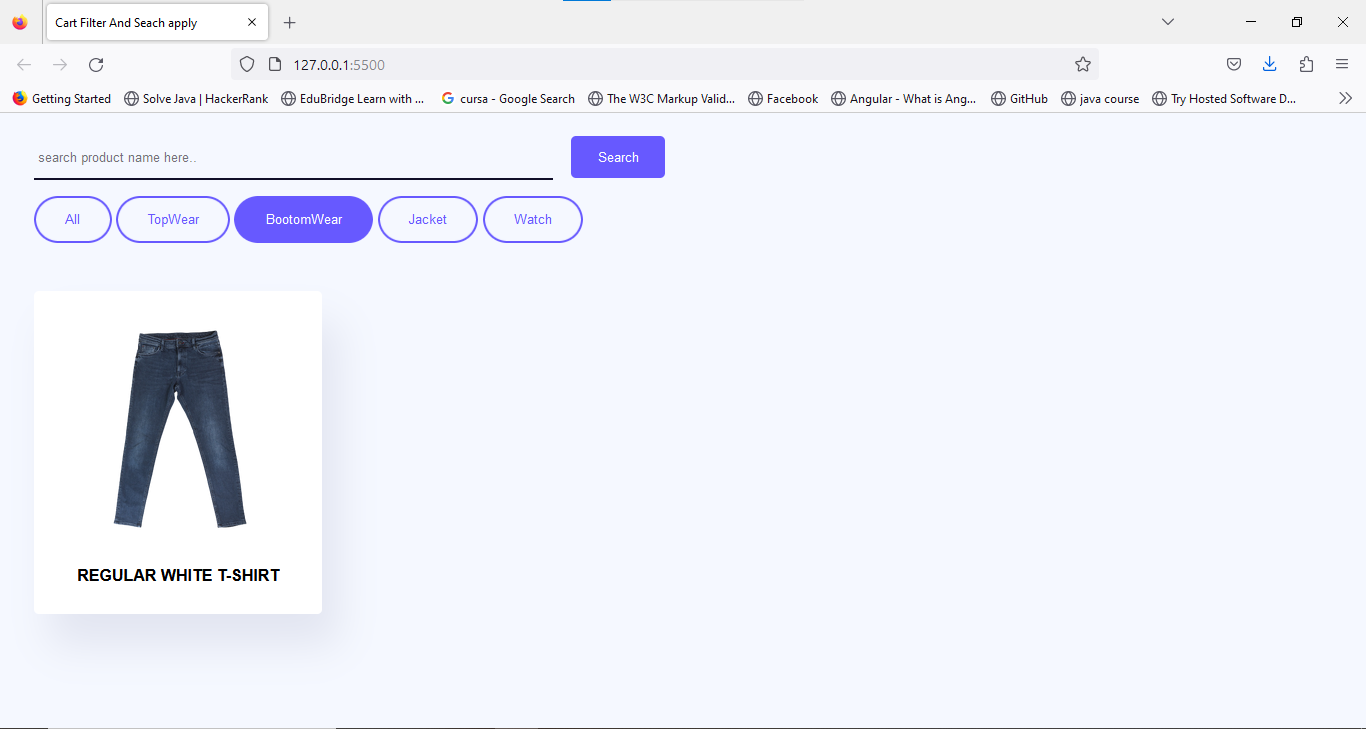 Cart Filter And Seach apply
127.0.0.1:5500
Getting Started Solve Java | HackerRank EduBridge Learn with ... cursa - Google Search The W3C Markup Valid... Facebook Angular - What is Ang... GitHub java course Try Hosted Software D...
search product name here.. Search
All TopWear BootomWear Jacket Watch
REGULAR WHITE T-SHIRT